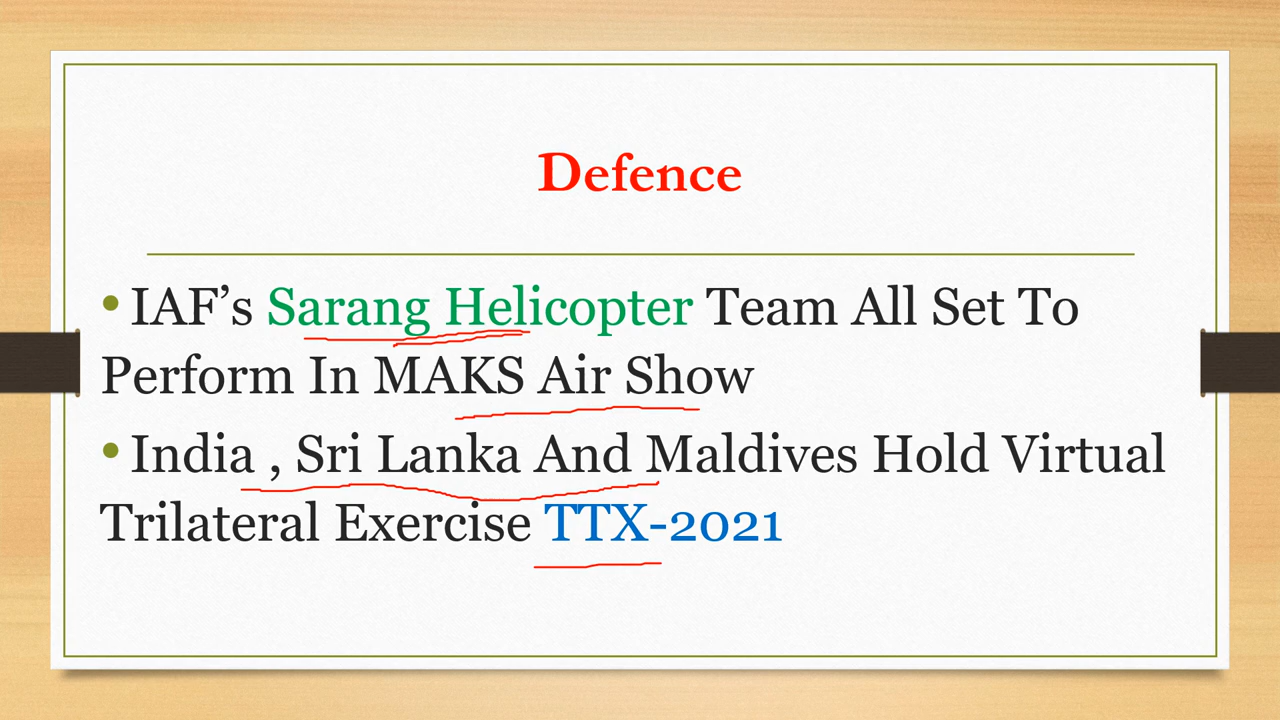 Defence
• IAF’s Sarang Helicopter Team All Set To
Perform In MAKS Air Show
• India , Sri Lanka And Maldives Hold Virtual
Trilateral Exercise TTX-2021